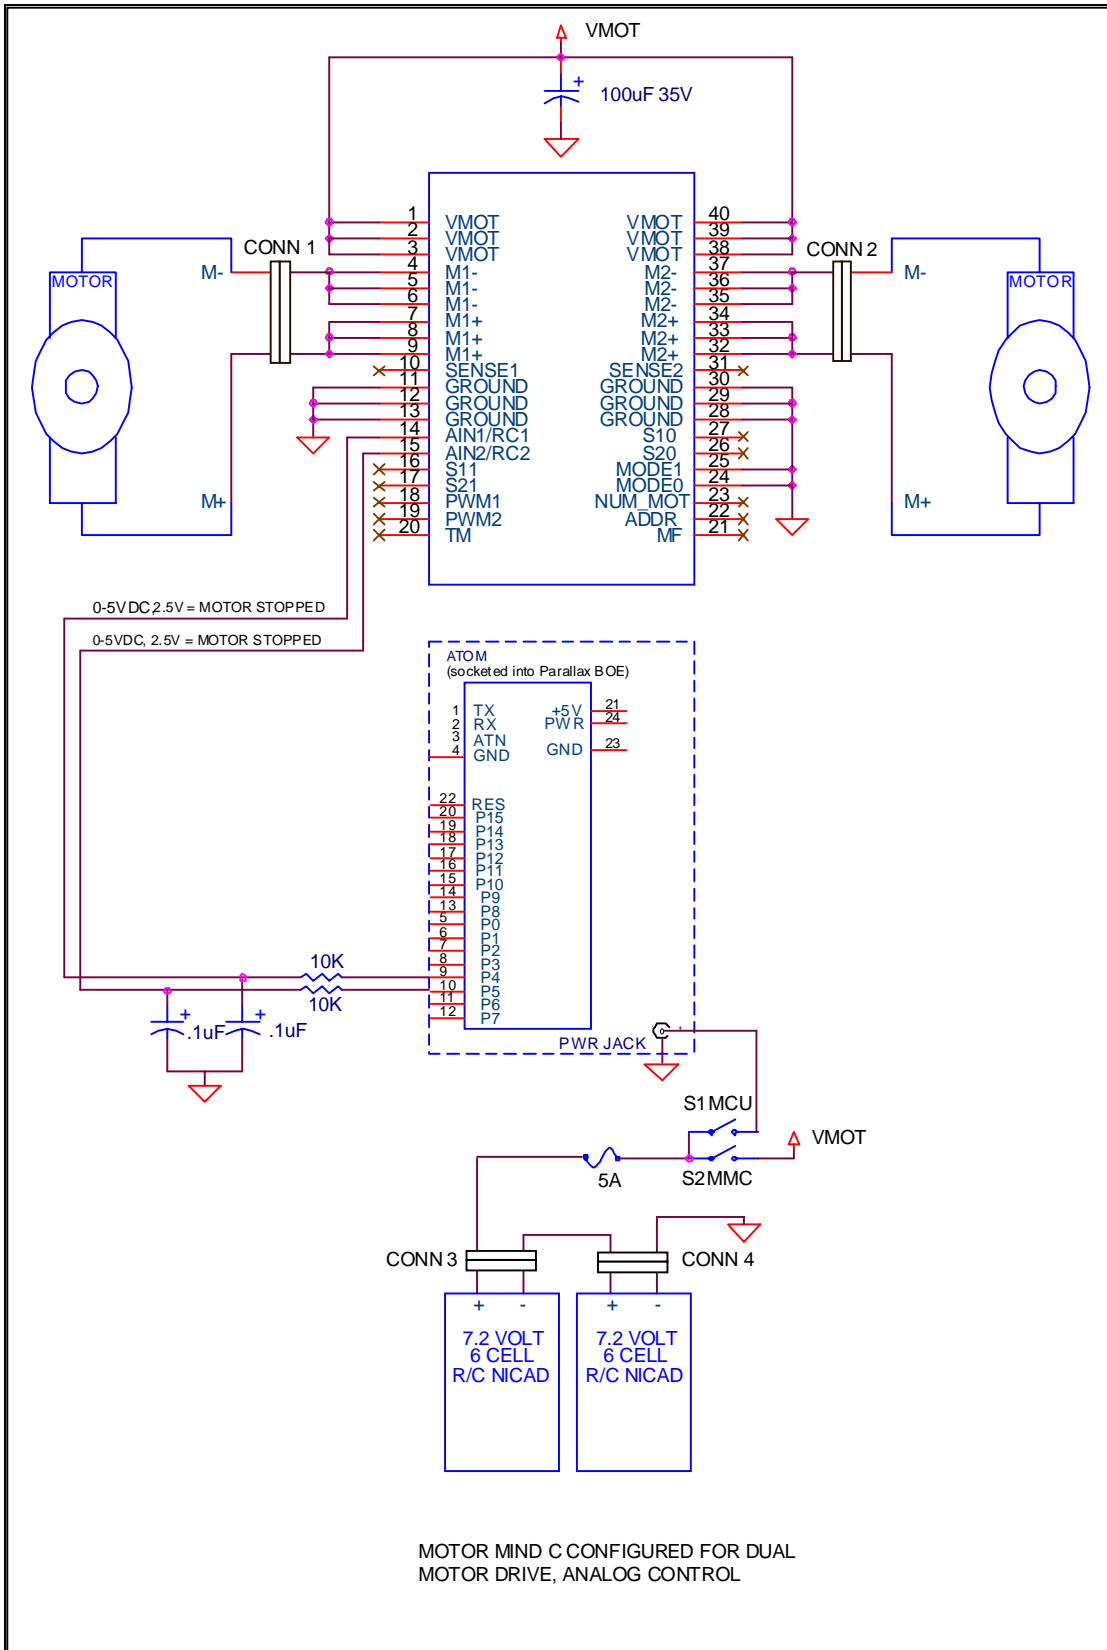 VMOT
+
100uF 35V
1 VMOT VMOT 40
2 VMOT VMOT 39
3 VMOT VMOT 38
4 M1- M2- 37
5 M1- M2- 36
6 M1- M2- 35
7 M1+ M2+ 34
8 M1+ M2+ 33
9 M1+ M2+ 32
10 SENSE1 SENSE2 31
11 GROUND GROUND 30
12 GROUND GROUND 29
13 GROUND GROUND 28
14 AIN1/RC1 S10 27
15 AIN2/RC2 S20 26
16 S11 MODE1 25
17 S21 MODE0 24
18 PWM1 NUM_MOT 23
19 PWM2 ADDR 22
20 TM MF 21
CONN 1
M-
MOTOR
M+
CONN 2
M-
MOTOR
M+
0-5VDC,2.5V = MOTOR STOPPED
0-5VDC, 2.5V = MOTOR STOPPED
ATOM
(socketed into Parallax BOE)
1 TX +5V 21
2 RX PWR 24
3 ATN GND 23
4 GND
22 RES
20 P15
19 P14
18 P13
17 P12
16 P11
15 P10
14 P9
13 P8
5 P0
6 P1
7 P2
8 P3
9 P4
10 P5
11 P6
12 P7
10K
10K
+ .1uF + .1uF
PWR JACK +
S1 MCU
VMOT
S2 MMC
5A
CONN 3
CONN 4
+ - + -
7.2 VOLT 7.2 VOLT
6 CELL 6 CELL
R/C NICAD R/C NICAD
MOTOR MIND C CONFIGURED FOR DUAL
MOTOR DRIVE, ANALOG CONTROL